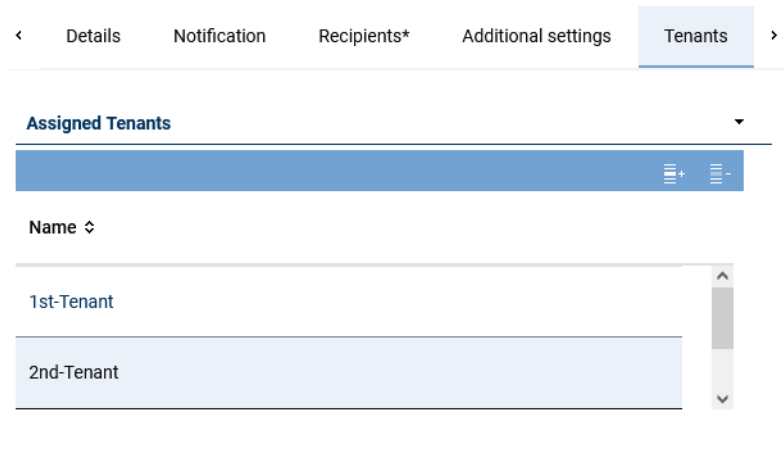 Details Notification Recipients* Additional settings Tenants
Assigned Tenants
Name
1st-Tenant
2nd-Tenant